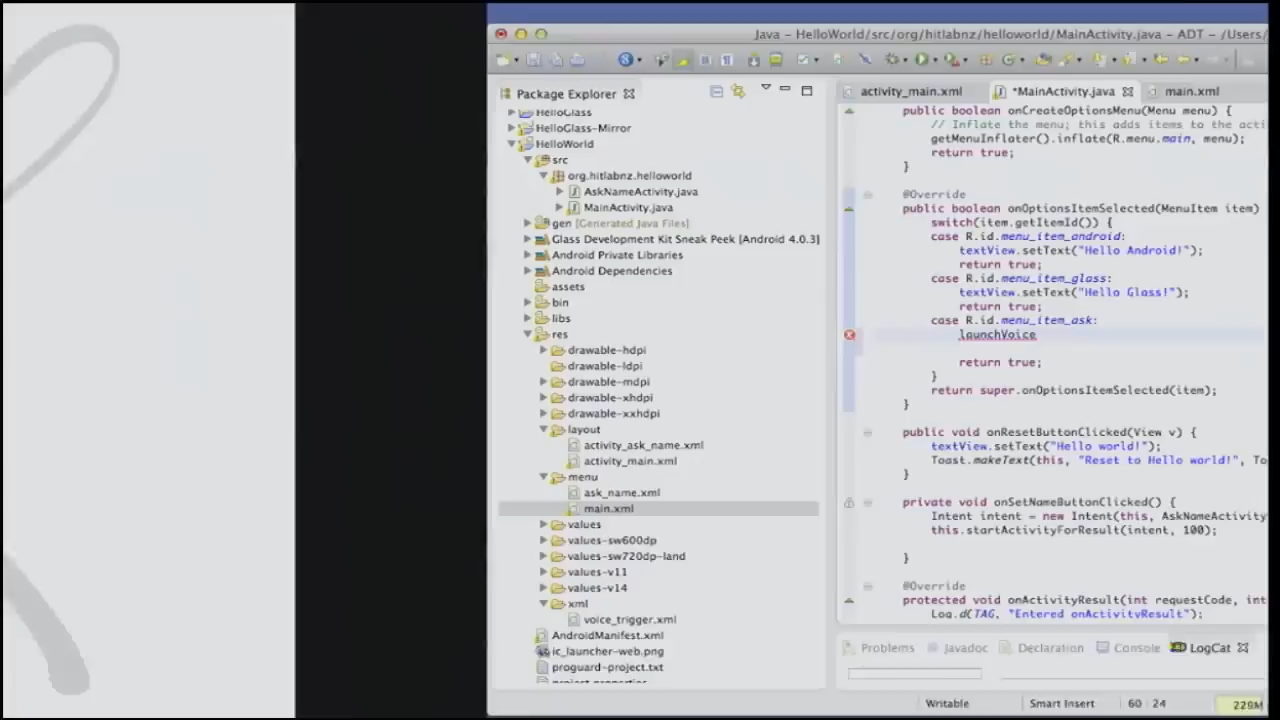 Java - HelloWorld/src/org/hitlabnz/helloworld/MainActivity.java - ADT - /Users/
Package Explorer
HelloGlass
HelloGlass-Mirror
HelloWorld
src
org.hitlabnz.helloworld
AskNameActivity.java
MainActivity.java
gen [Generated Java Files]
Glass Development Kit Sneak Peek [Android 4.0.3]
Android Private Libraries
Android Dependencies
assets
bin
libs
res
drawable-hdpi
drawable-ldpi
drawable-mdpi
drawable-xhdpi
drawable-xxhdpi
layout
activity_ask_name.xml
activity_main.xml
menu
ask_name.xml
main.xml
values
values-sw600dp
values-sw720dp-land
values-v11
values-v14
xml
voice_trigger.xml
AndroidManifest.xml
ic_launcher-web.png
proguard-project.txt
project.properties
activity_main.xml
*MainActivity.java
main.xml
public boolean onCreateOptionsMenu(Menu menu) {
// Inflate the menu; this adds items to the acti
getMenuInflater().inflate(R.menu.main, menu);
return true;
}
@Override
public boolean onOptionsItemSelected(MenuItem item)
switch(item.getItemId()) {
case R.id.menu_item_android:
textView.setText("Hello Android!");
return true;
case R.id.menu_item_glass:
textView.setText("Hello Glass!");
return true;
case R.id.menu_item_ask:
launchVoice
return true;
}
return super.onOptionsItemSelected(item);
}
public void onResetButtonClicked(View v) {
textView.setText("Hello world!");
Toast.makeText(this, "Reset to Hello world!", To
}
private void onSetNameButtonClicked() {
Intent intent = new Intent(this, AskNameActivity
this.startActivityForResult(intent, 100);
}
@Override
protected void onActivityResult(int requestCode, int
Log.d(TAG, "Entered onActivityResult");
Problems
Javadoc
Declaration
Console
LogCat
Writable
Smart Insert
60 : 24
229M